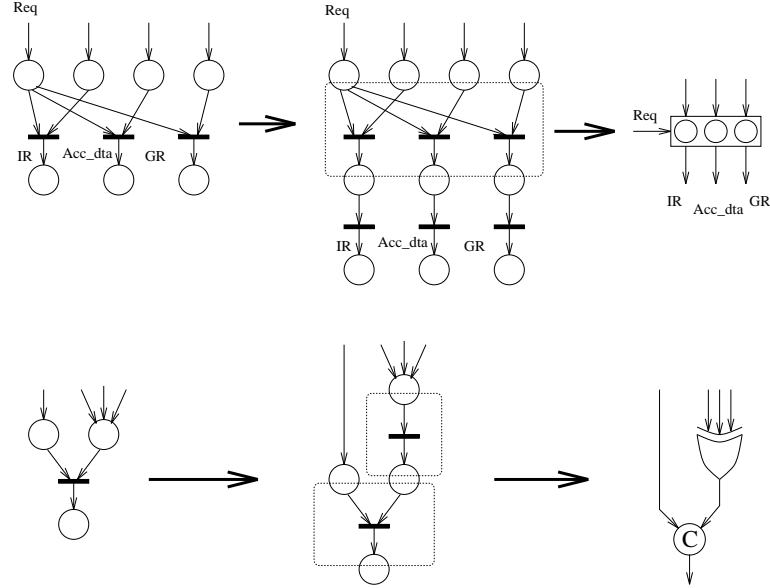 Req
IR Acc_dta GR
Req
IR Acc_dta GR
Req
IR Acc_dta GR
C